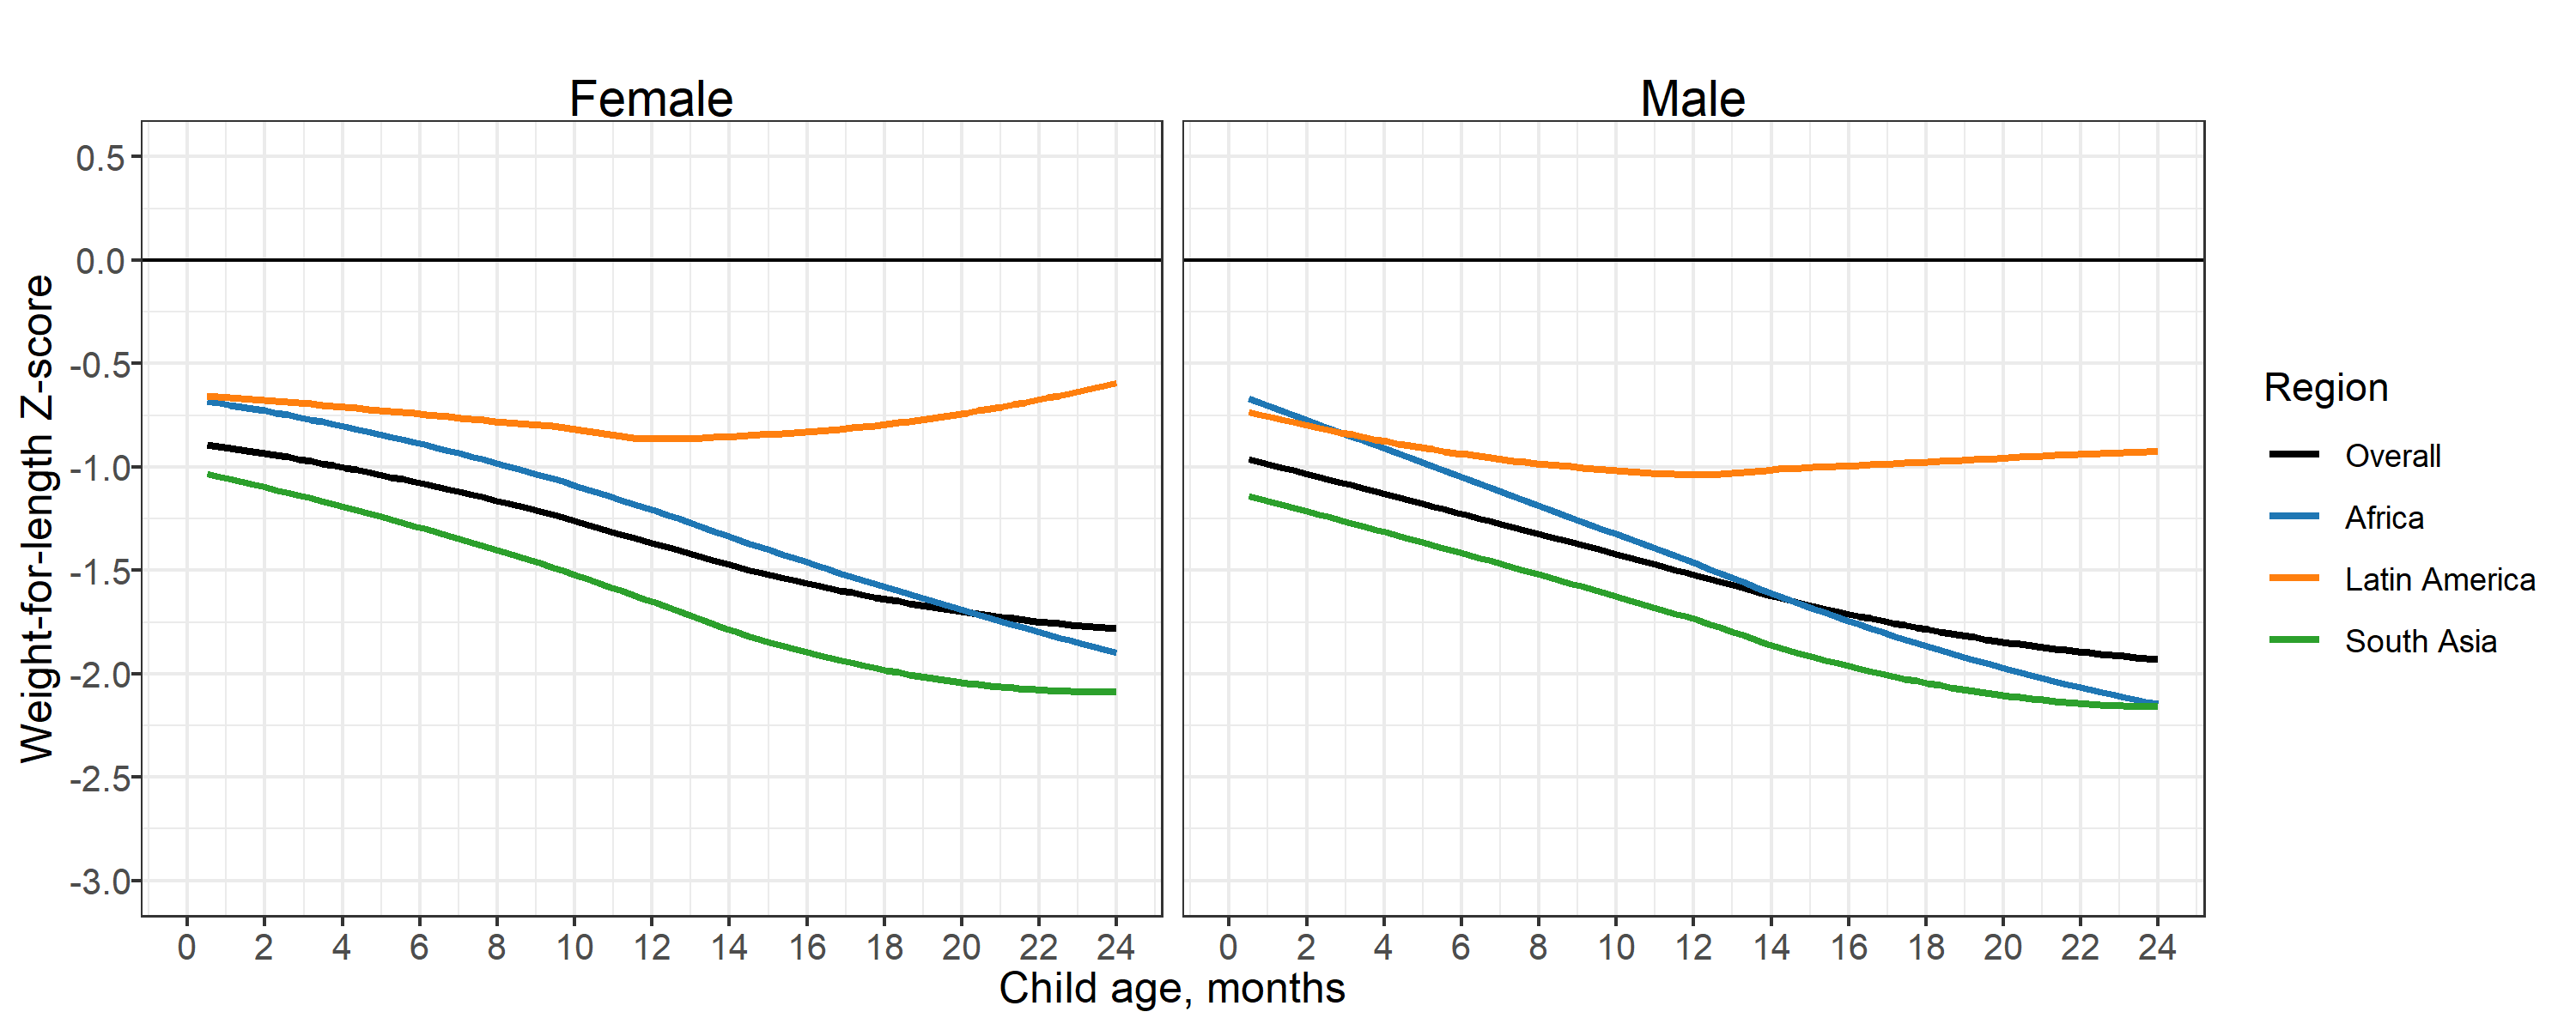 Female
Male
Weight-for-length Z-score
0.5
0.0
-0.5
-1.0
-1.5
-2.0
-2.5
-3.0
0 2 4 6 8 10 12 14 16 18 20 22 24
0 2 4 6 8 10 12 14 16 18 20 22 24
Child age, months
Region
Overall
Africa
Latin America
South Asia